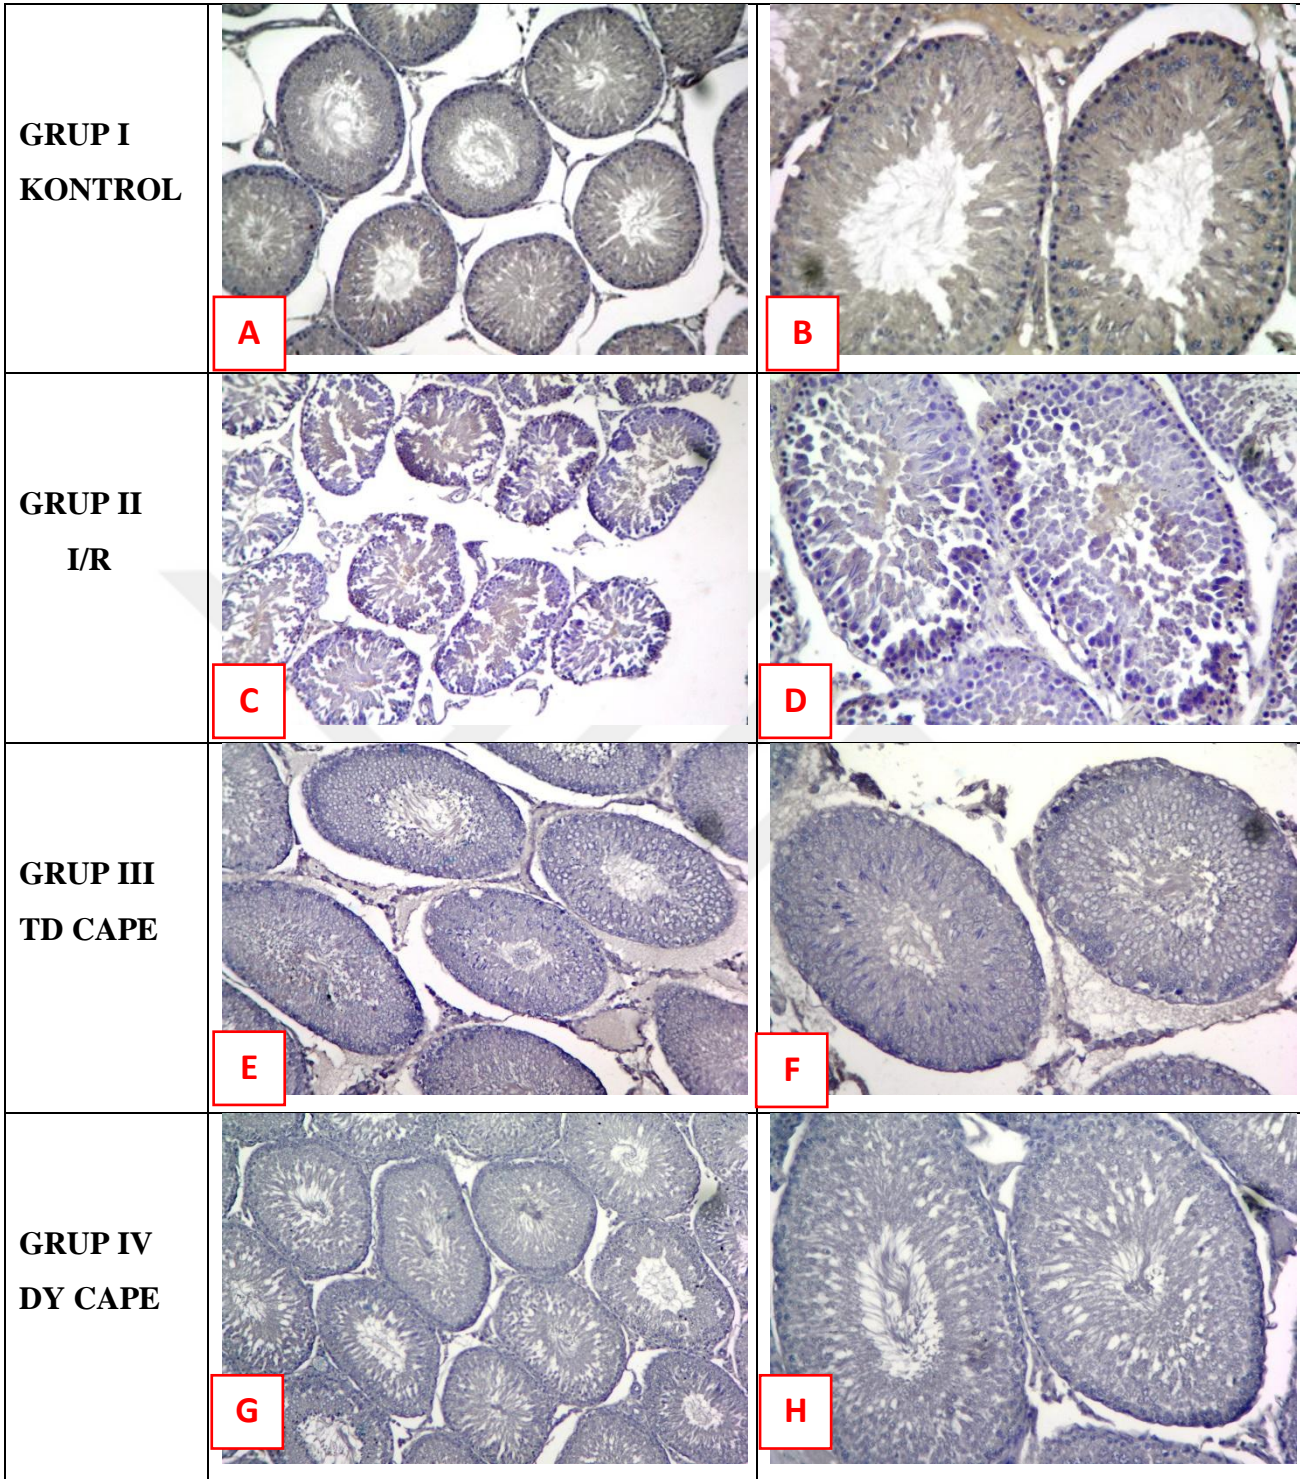 GRUP I
KONTROL
A
B
GRUP II
I/R
C
D
GRUP III
TD CAPE
E
F
GRUP IV
DY CAPE
G
H